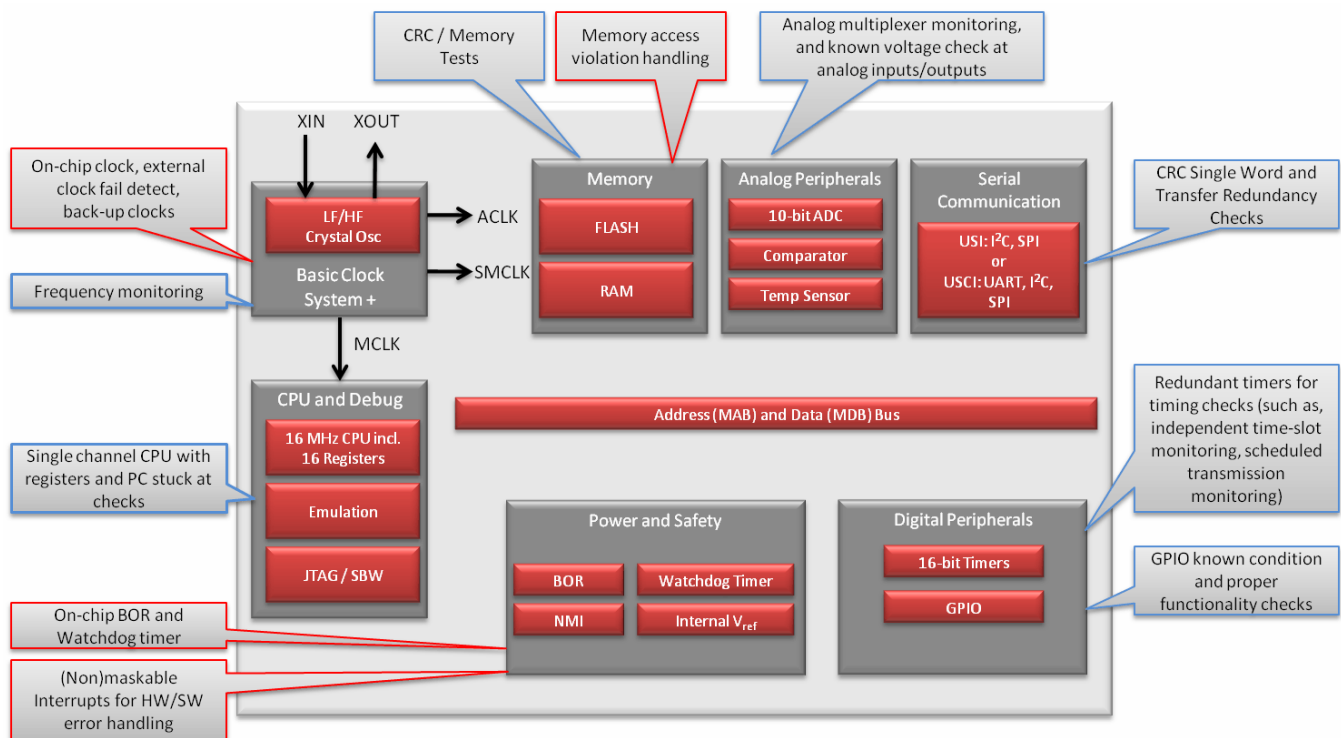 CRC / Memory
Tests
Memory access
violation handling
Analog multiplexer monitoring,
and known voltage check at
analog inputs/outputs
On-chip clock, external
clock fail detect,
back-up clocks
Frequency monitoring
XIN
XOUT
LF/HF
Crystal Osc
Basic Clock
System +
ACLK
SMCLK
MCLK
Memory
FLASH
RAM
Analog Peripherals
10-bit ADC
Comparator
Temp Sensor
Serial
Communication
USI: I²C, SPI
or
USCI: UART, I²C,
SPI
CRC Single Word and
Transfer Redundancy
Checks
CPU and Debug
16 MHz CPU incl.
16 Registers
Emulation
JTAG / SBW
Single channel CPU with
registers and PC stuck at
checks
Address (MAB) and Data (MDB) Bus
Redundant timers for
timing checks (such as,
independent time-slot
monitoring, scheduled
transmission
monitoring)
Power and Safety
BOR
Watchdog Timer
NMI
Internal Vref
Digital Peripherals
16-bit Timers
GPIO
GPIO known condition
and proper
functionality checks
On-chip BOR and
Watchdog timer
(Non)maskable
Interrupts for HW/SW
error handling